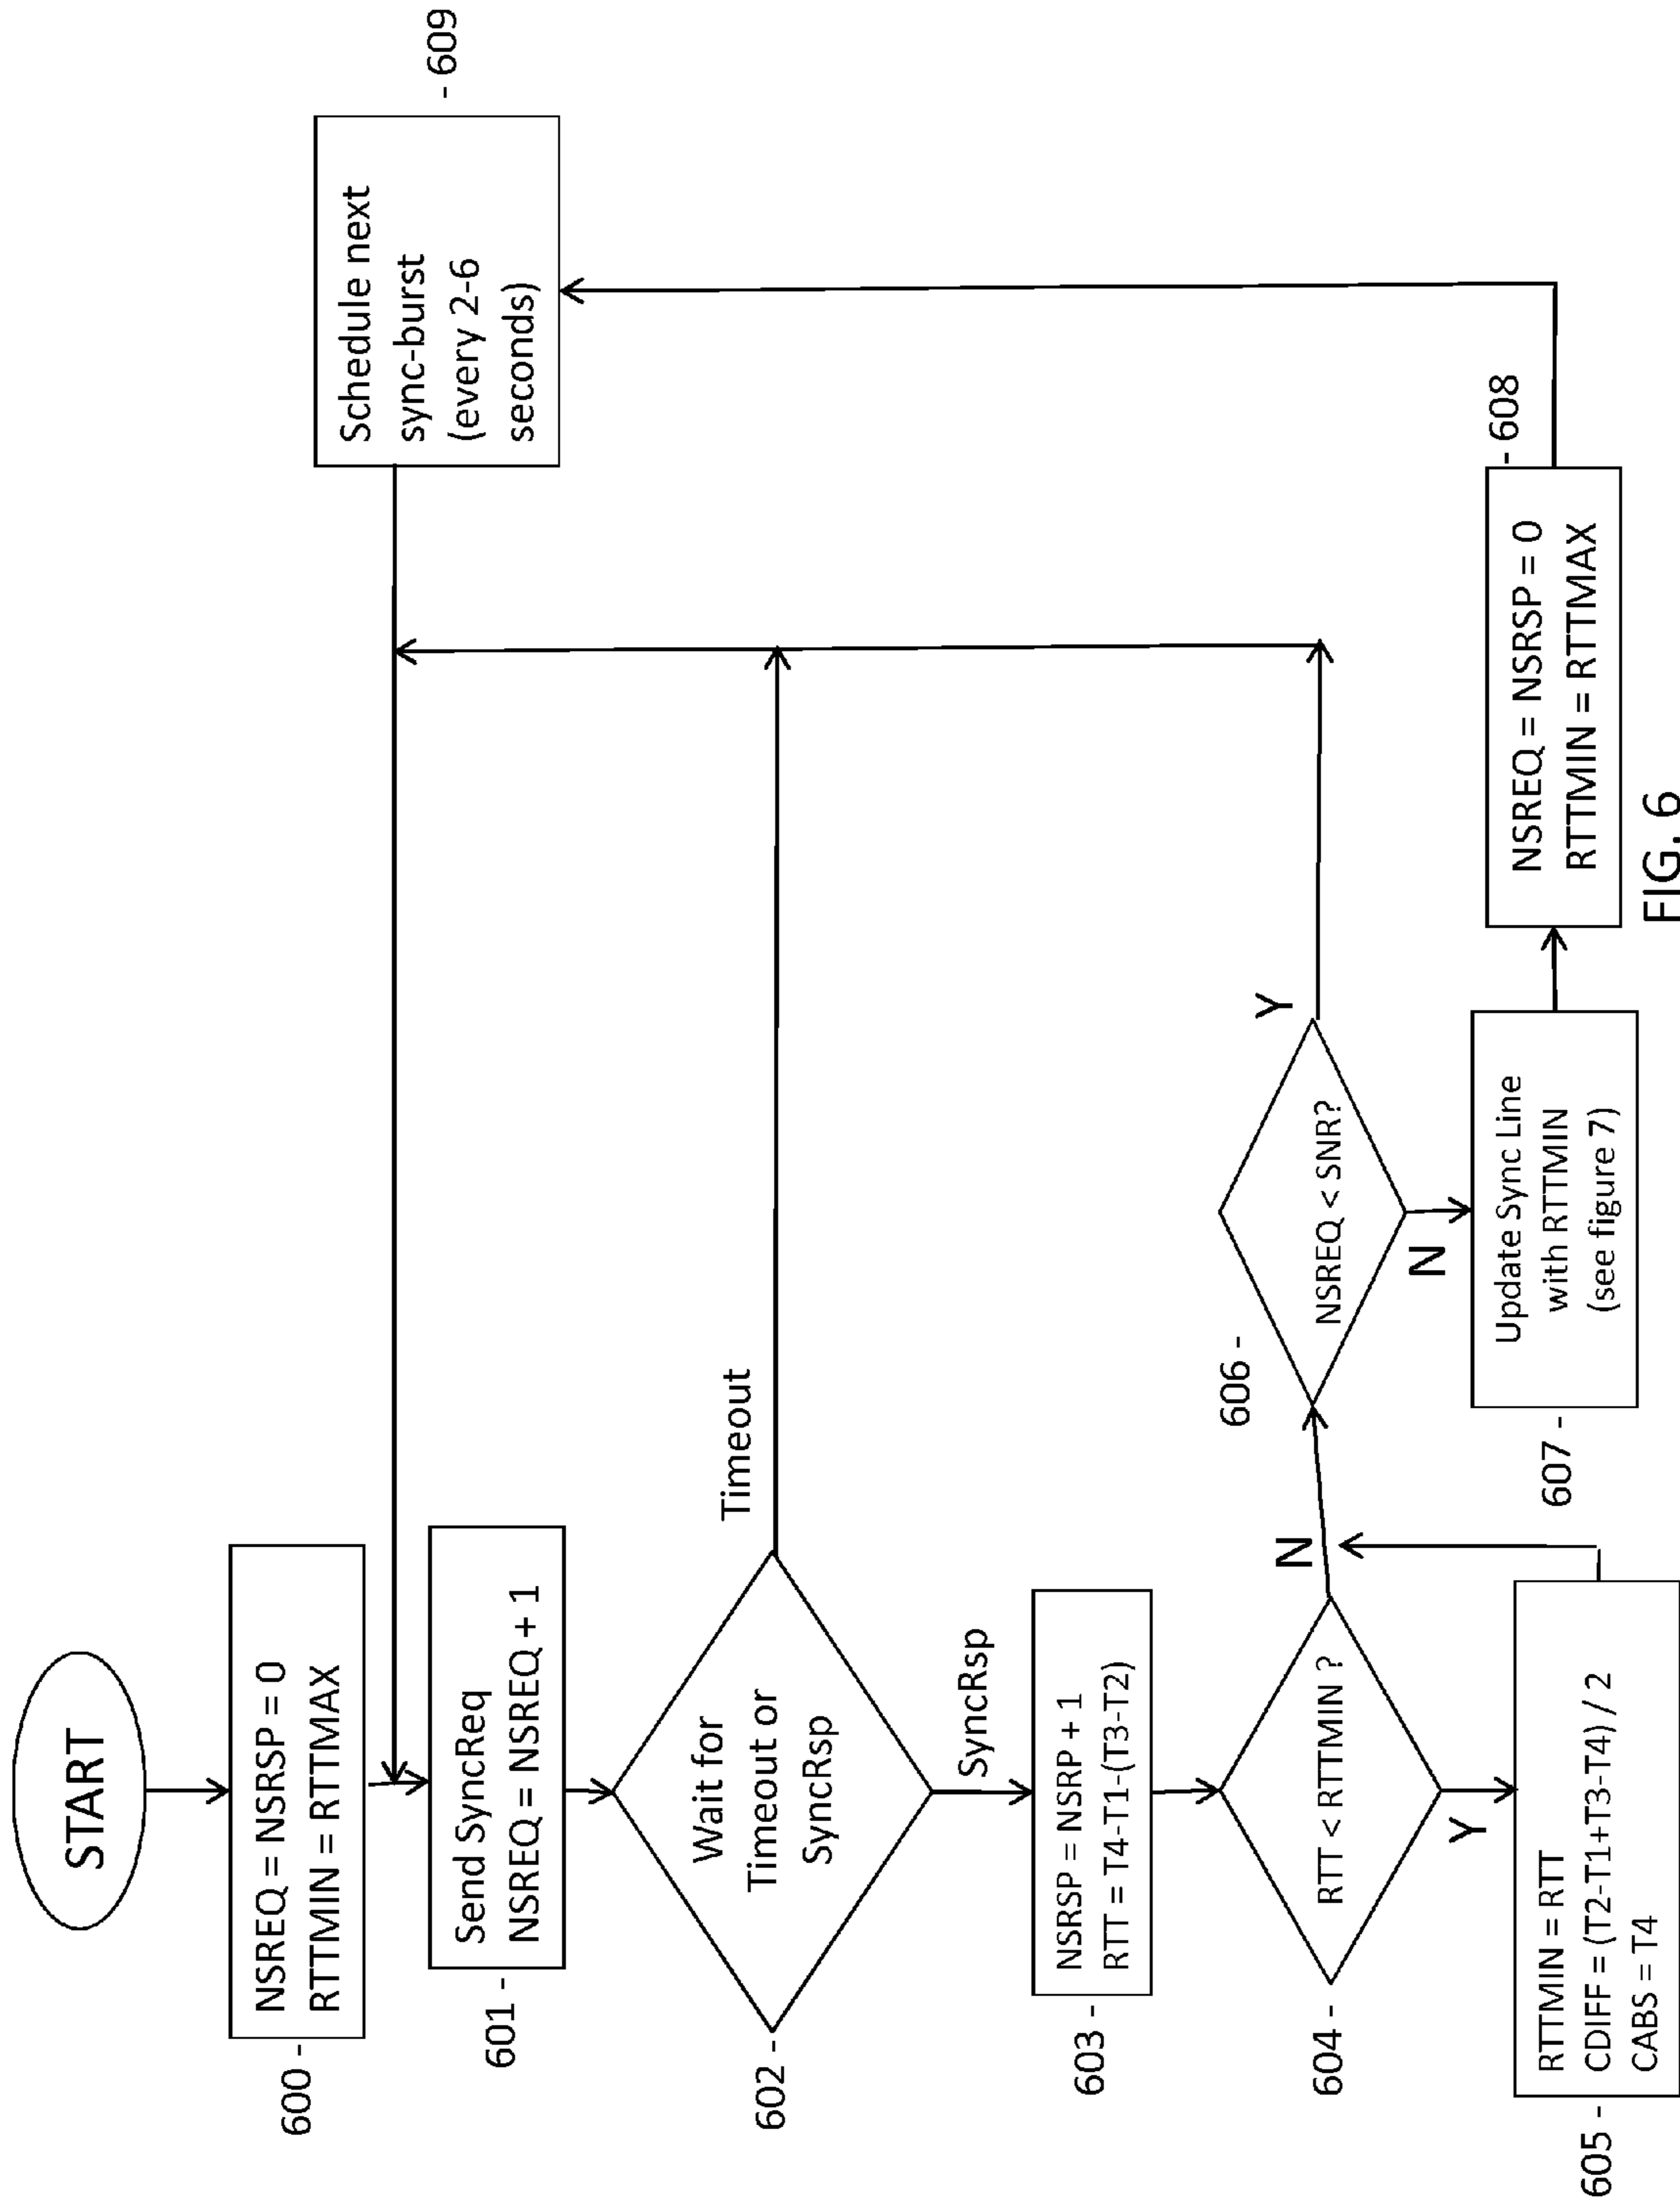 START
600 -
NSREQ = NSRSP = 0
RTTMIN = RTTMAX
601 -
Send SyncReq
NSREQ = NSREQ + 1
602 -
Wait for
Timeout or
SyncRsp
Timeout
SyncRsp
603 -
NSRSP = NSRP + 1
RTT = T4-T1-(T3-T2)
604 -
RTT < RTTMIN ?
N
Y
605 -
RTTMIN = RTT
CDIFF = (T2-T1+T3-T4) / 2
CABS = T4
606 -
NSREQ < SNR?
Y
N
607 -
Update Sync Line
with RTTMIN
(see figure 7)
- 608
NSREQ = NSRSP = 0
RTTMIN = RTTMAX
- 609
Schedule next
sync-burst
(every 2-6
seconds)
FIG. 6